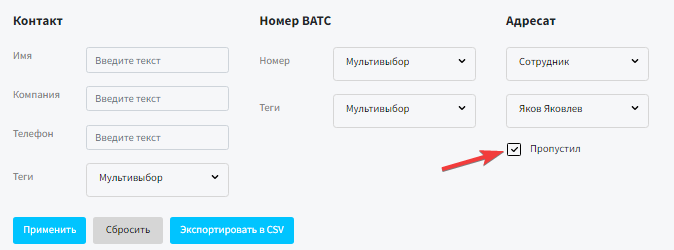 Контакт
Имя
Введите текст
Компания
Введите текст
Телефон
Введите текст
Теги
Мультивыбор
Номер ВАТС
Номер
Мультивыбор
Теги
Мультивыбор
Адресат
Сотрудник
Яков Яковлев
Пропустил
Применить
Сбросить
Экспортировать в CSV